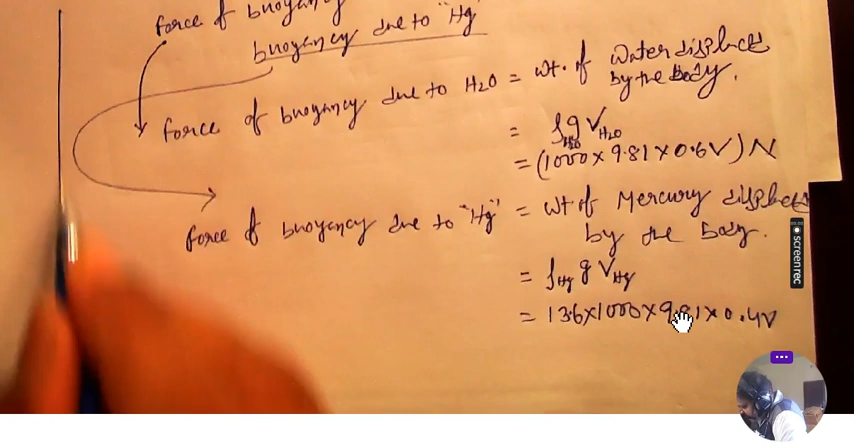 force of buoyancy
buoyancy due to "Hg"
force of buoyancy due to H2O = wt. of Water displaces
by the body.
= ρH2O g VH2O
= (1000×9.81×0.6V) N
force of buoyancy due to "Hg" = wt of Mercury displaces
by the body.
= ρHg g VHg
= 13.6×1000×9.81×0.4V
screenrec